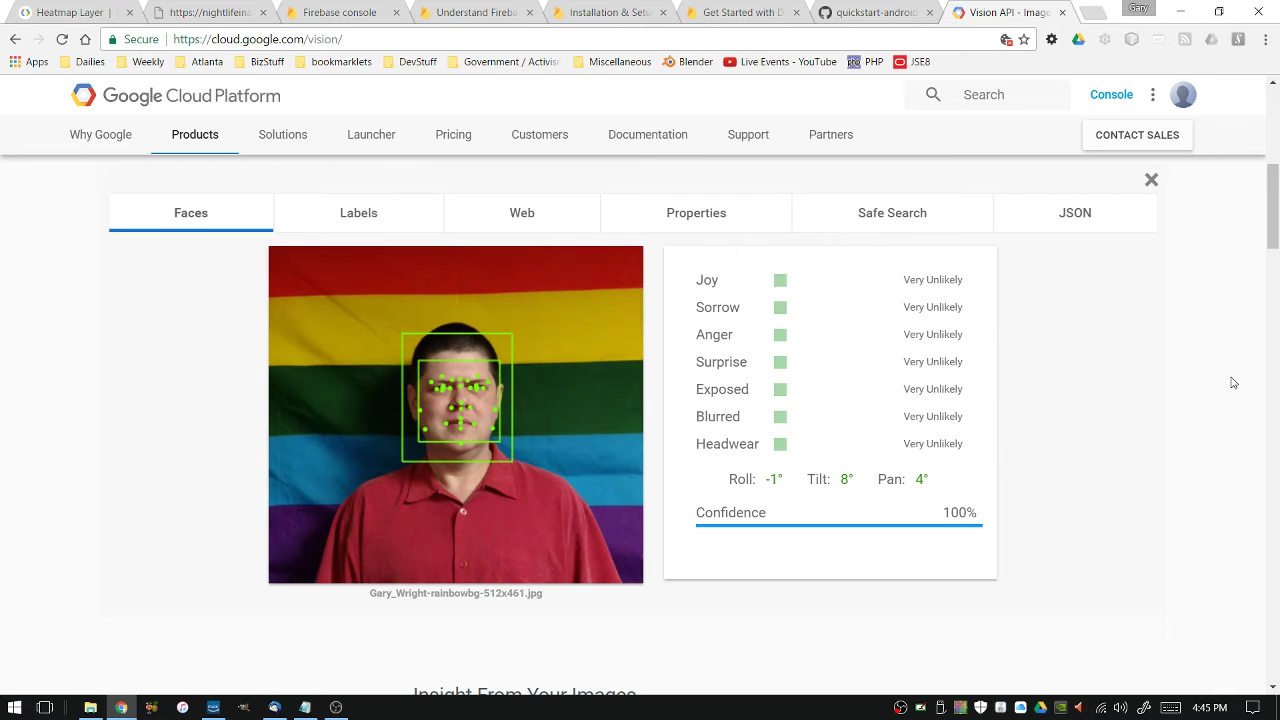 Heatmap Layer | G
https://nightlifeina
Firebase console
Understand Fireba
Installation & Setu
Get Started with D
quickstart-android
Vision API - Image
Gary
Secure
https://cloud.google.com/vision/
Apps
Dailies
Weekly
Atlanta
BizStuff
bookmarklets
DevStuff
Government / Activis
Miscellaneous
Blender
Live Events - YouTube
php PHP
JSE8
Google Cloud Platform
Search
Console
Why Google
Products
Solutions
Launcher
Pricing
Customers
Documentation
Support
Partners
CONTACT SALES
Faces
Labels
Web
Properties
Safe Search
JSON
Joy Very Unlikely
Sorrow Very Unlikely
Anger Very Unlikely
Surprise Very Unlikely
Exposed Very Unlikely
Blurred Very Unlikely
Headwear Very Unlikely
Roll: -1° Tilt: 8° Pan: 4°
Confidence 100%
Gary_Wright-rainbowbg-512x461.jpg
Insight From Your Images
4:45 PM